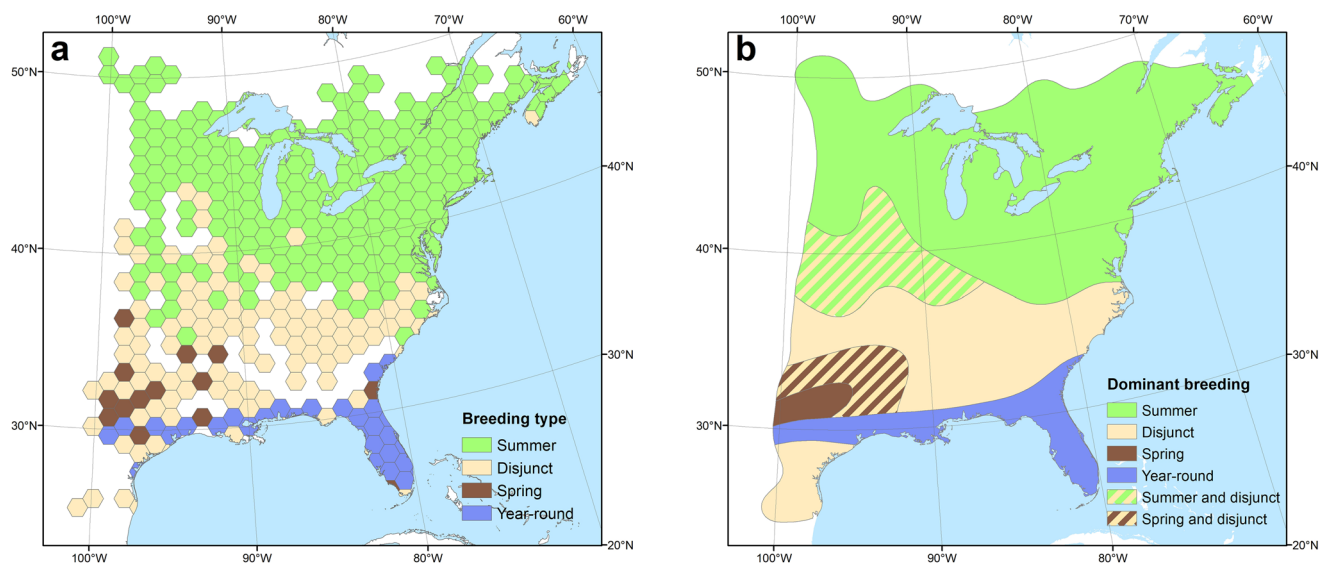 100°W 90°W 80°W 70°W 60°W
a
50°N
40°N
40°N
30°N
30°N
20°N
Breeding type
Summer
Disjunct
Spring
Year-round
100°W 90°W 80°W
100°W 90°W 80°W 70°W 60°W
b
50°N
40°N
40°N
30°N
30°N
20°N
Dominant breeding
Summer
Disjunct
Spring
Year-round
Summer and disjunct
Spring and disjunct
100°W 90°W 80°W